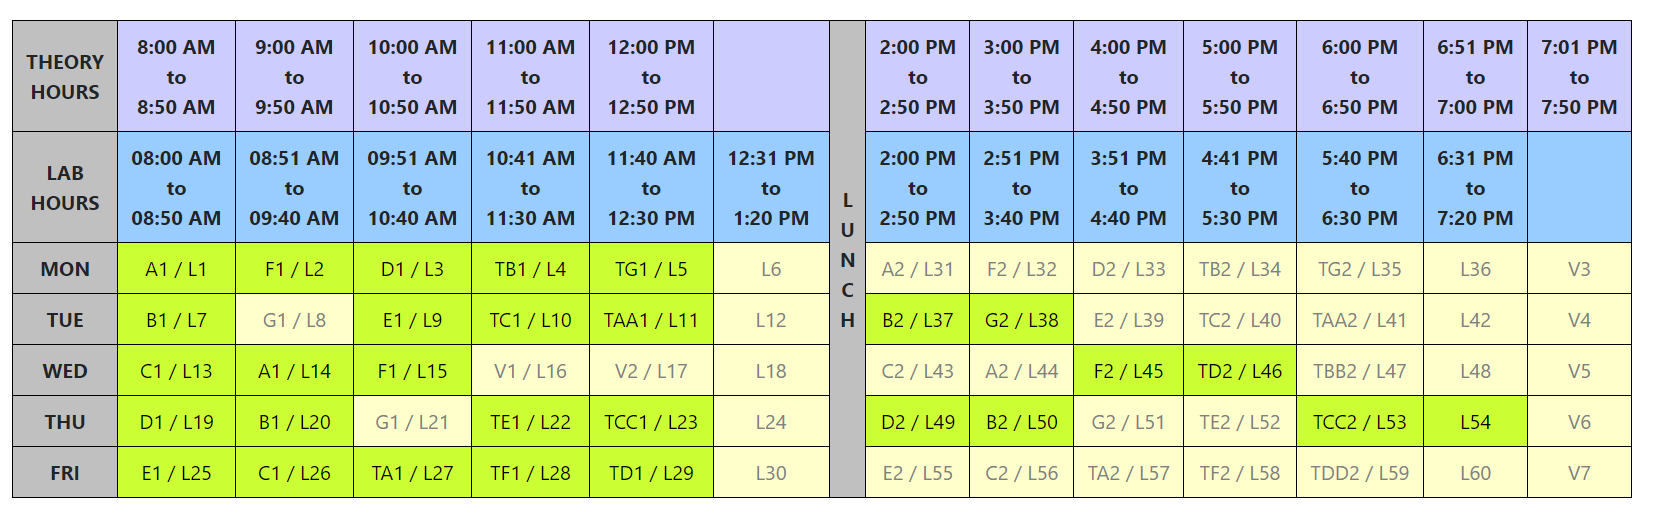 THEORY HOURS 8:00 AM to 8:50 AM 9:00 AM to 9:50 AM 10:00 AM to 10:50 AM 11:00 AM to 11:50 AM 12:00 PM to 12:50 PM LUNCH 2:00 PM to 2:50 PM 3:00 PM to 3:50 PM 4:00 PM to 4:50 PM 5:00 PM to 5:50 PM 6:00 PM to 6:50 PM 6:51 PM to 7:00 PM 7:01 PM to 7:50 PM
LAB HOURS 08:00 AM to 08:50 AM 08:51 AM to 09:40 AM 09:51 AM to 10:40 AM 10:41 AM to 11:30 AM 11:40 AM to 12:30 PM 12:31 PM to 1:20 PM 2:00 PM to 2:50 PM 2:51 PM to 3:40 PM 3:51 PM to 4:40 PM 4:41 PM to 5:30 PM 5:40 PM to 6:30 PM 6:31 PM to 7:20 PM
MON A1 / L1 F1 / L2 D1 / L3 TB1 / L4 TG1 / L5 L6 A2 / L31 F2 / L32 D2 / L33 TB2 / L34 TG2 / L35 L36 V3
TUE B1 / L7 G1 / L8 E1 / L9 TC1 / L10 TAA1 / L11 L12 B2 / L37 G2 / L38 E2 / L39 TC2 / L40 TAA2 / L41 L42 V4
WED C1 / L13 A1 / L14 F1 / L15 V1 / L16 V2 / L17 L18 C2 / L43 A2 / L44 F2 / L45 TD2 / L46 TBB2 / L47 L48 V5
THU D1 / L19 B1 / L20 G1 / L21 TE1 / L22 TCC1 / L23 L24 D2 / L49 B2 / L50 G2 / L51 TE2 / L52 TCC2 / L53 L54 V6
FRI E1 / L25 C1 / L26 TA1 / L27 TF1 / L28 TD1 / L29 L30 E2 / L55 C2 / L56 TA2 / L57 TF2 / L58 TDD2 / L59 L60 V7